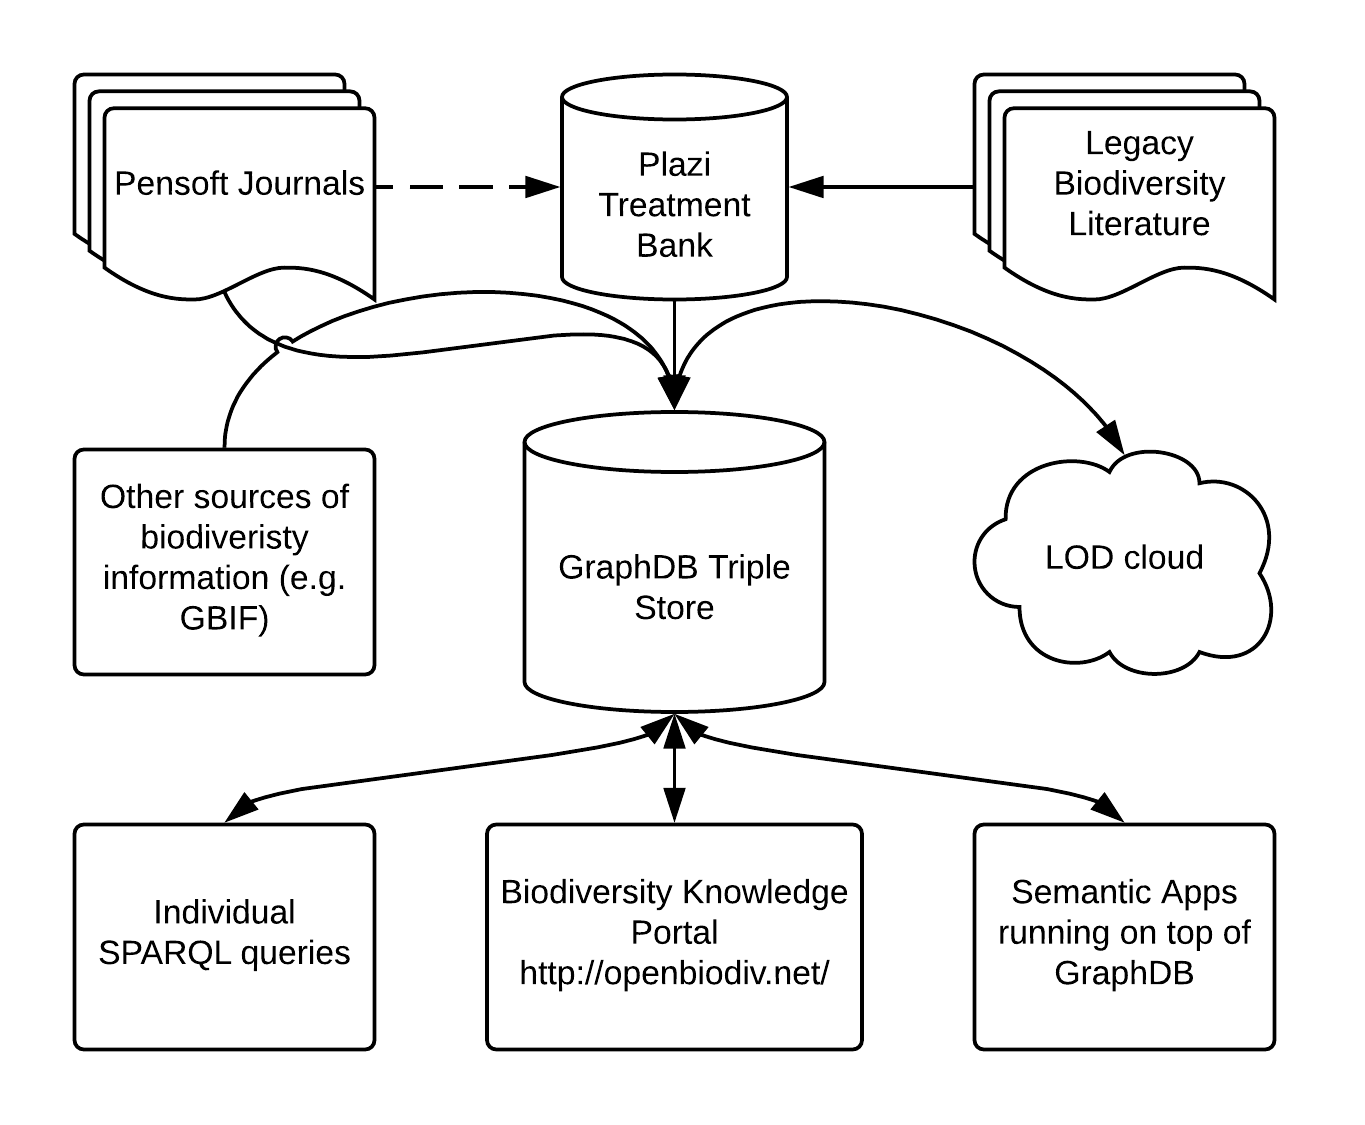 Pensoft Journals
Plazi
Treatment
Bank
Legacy
Biodiversity
Literature
Other sources of
biodiveristy
information (e.g.
GBIF)
GraphDB Triple
Store
LOD cloud
Individual
SPARQL queries
Biodiversity Knowledge
Portal
http://openbiodiv.net/
Semantic Apps
running on top of
GraphDB